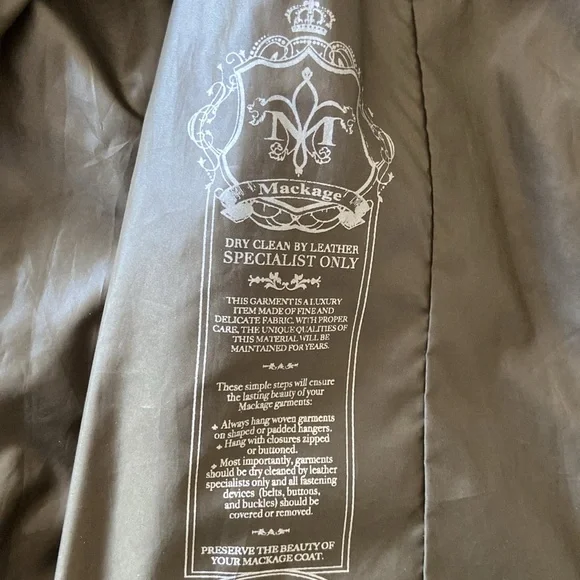 M
Mackage
DRY CLEAN BY LEATHER
SPECIALIST ONLY
THIS GARMENT IS A LUXURY
ITEM MADE OF FINE AND
DELICATE FABRIC. WITH PROPER
CARE, THE UNIQUE QUALITIES OF
THIS MATERIAL WILL BE
MAINTAINED FOR YEARS.
These simple steps will ensure
the lasting beauty of your
Mackage garments:
Always hang woven garments
on shaped or padded hangers.
Hang with closures zipped
or buttoned.
Most importantly, garments
should be dry cleaned by leather
specialists only and all fastening
devices (belts, buttons,
and buckles) should be
covered or removed.
PRESERVE THE BEAUTY OF
YOUR MACKAGE COAT.